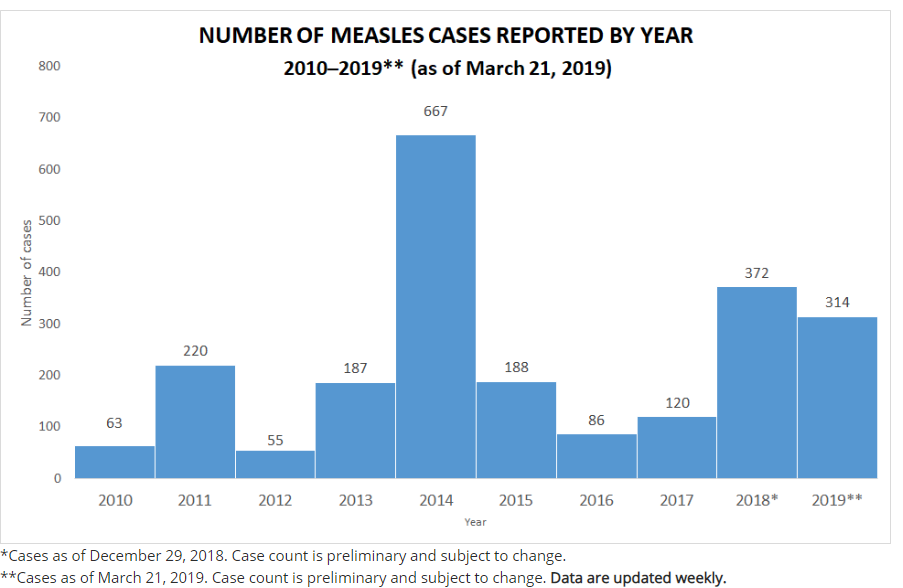 NUMBER OF MEASLES CASES REPORTED BY YEAR
2010–2019** (as of March 21, 2019)
800
700
600
500
400
300
200
100
0
Number of cases
63
220
55
187
667
188
86
120
372
314
2010 2011 2012 2013 2014 2015 2016 2017 2018* 2019**
Year
*Cases as of December 29, 2018. Case count is preliminary and subject to change.
**Cases as of March 21, 2019. Case count is preliminary and subject to change. Data are updated weekly.